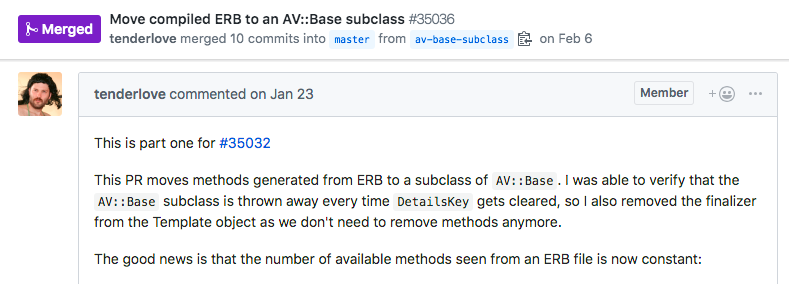 Merged
Move compiled ERB to an AV::Base subclass #35036
tenderlove merged 10 commits into master from av-base-subclass on Feb 6
tenderlove commented on Jan 23
Member
This is part one for #35032
This PR moves methods generated from ERB to a subclass of AV::Base. I was able to verify that the
AV::Base subclass is thrown away every time DetailsKey gets cleared, so I also removed the finalizer
from the Template object as we don't need to remove methods anymore.
The good news is that the number of available methods seen from an ERB file is now constant: